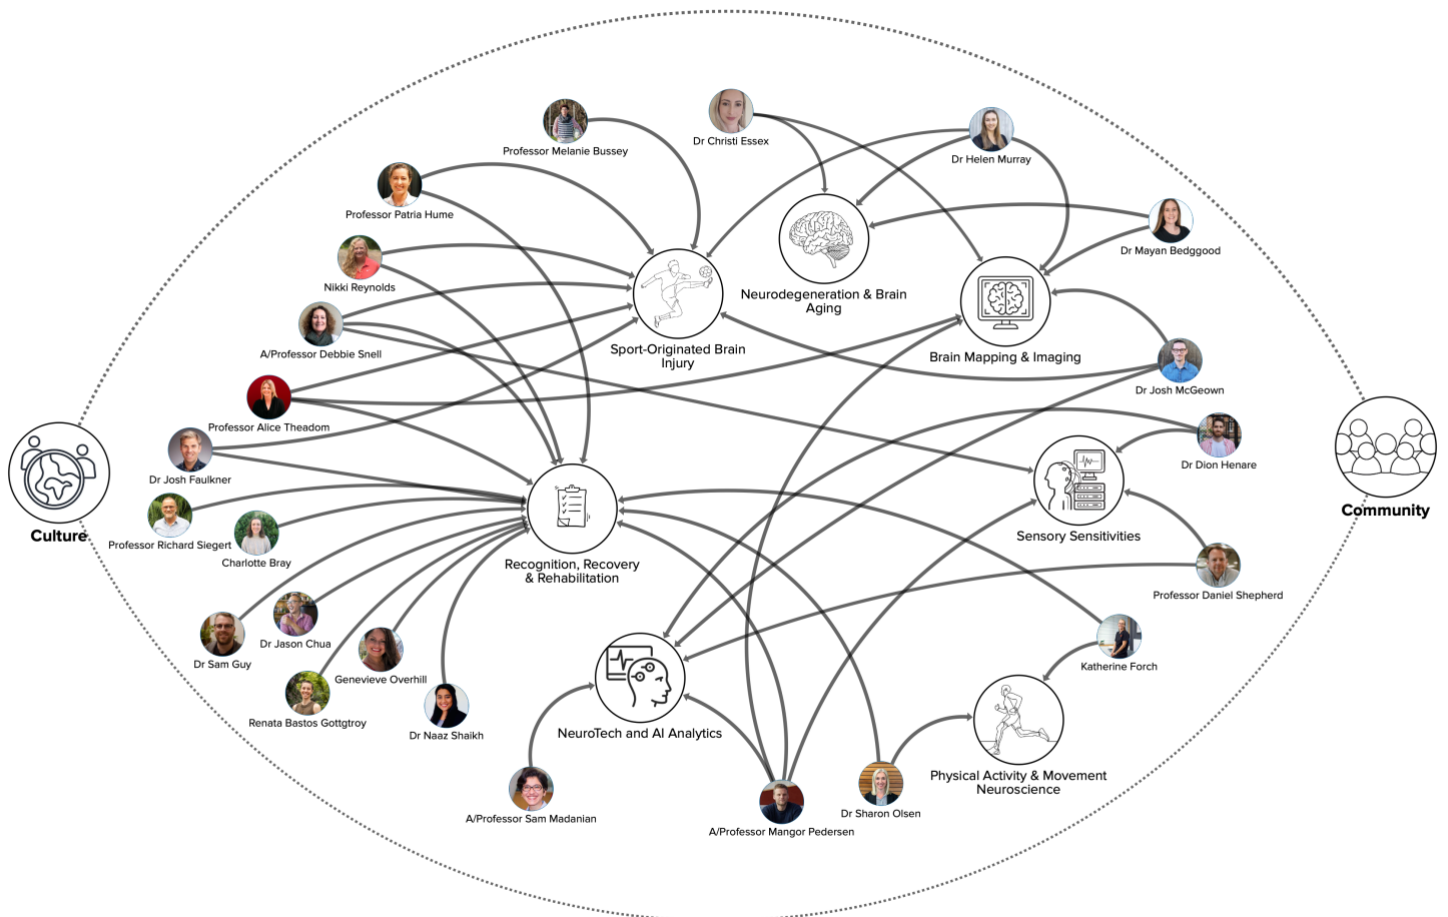 Professor Melanie Bussey
Dr Christi Essex
Dr Helen Murray
Professor Patria Hume
Dr Mayan Bedggood
Nikki Reynolds
Neurodegeneration & Brain
Aging
A/Professor Debbie Snell
Sport-Originated Brain
Injury
Brain Mapping & Imaging
Dr Josh McGeown
Professor Alice Theadom
Dr Josh Faulkner
Dr Dion Henare
Culture
Community
Professor Richard Siegert
Charlotte Bray
Sensory Sensitivities
Recognition, Recovery
& Rehabilitation
Professor Daniel Shepherd
Dr Jason Chua
Dr Sam Guy
Katherine Forch
Genevieve Overhill
Renata Bastos Gottgtroy
Dr Naaz Shaikh
NeuroTech and AI Analytics
Physical Activity & Movement
Neuroscience
A/Professor Sam Madanian
Dr Sharon Olsen
A/Professor Mangor Pedersen